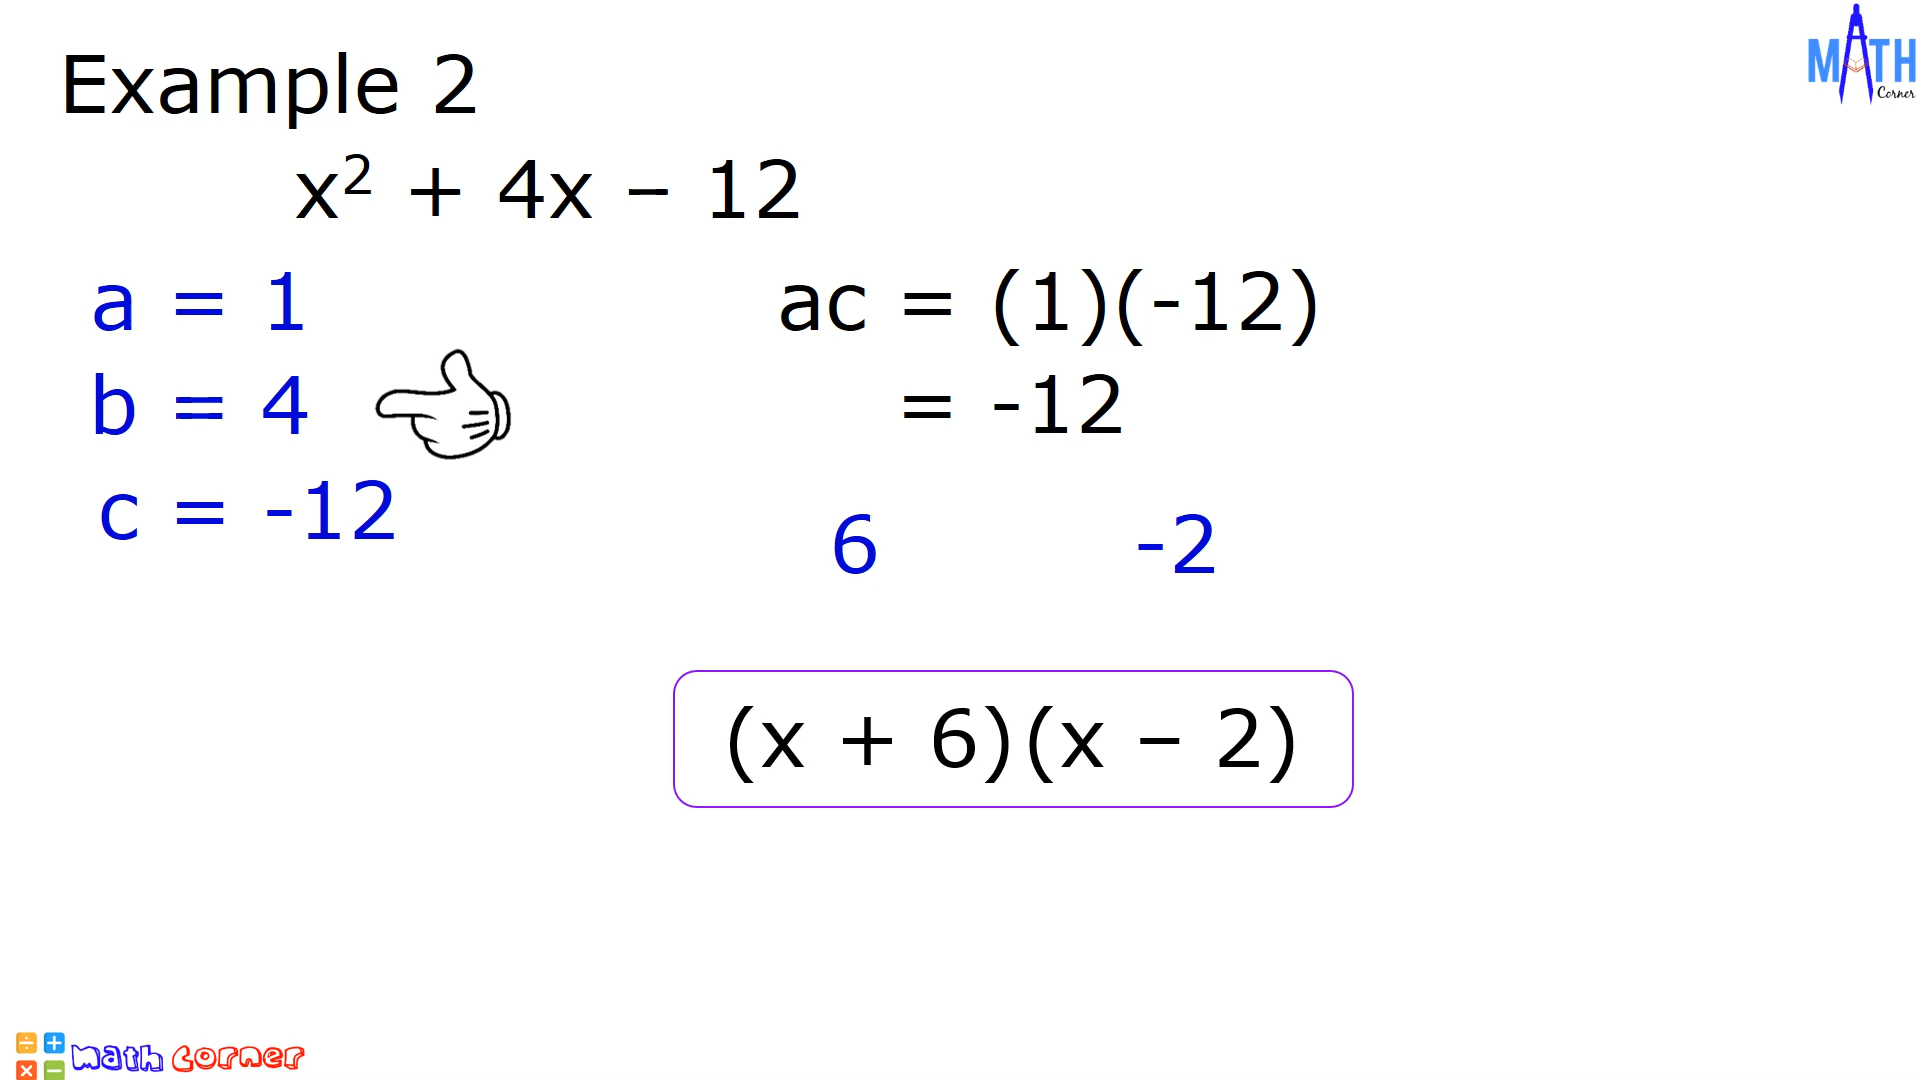 Example 2
MATH
Corner
x² + 4x – 12
a = 1
ac = (1)(-12)
b = 4
= -12
c = -12
6 -2
(x + 6)(x – 2)
÷ +
× −
math corner